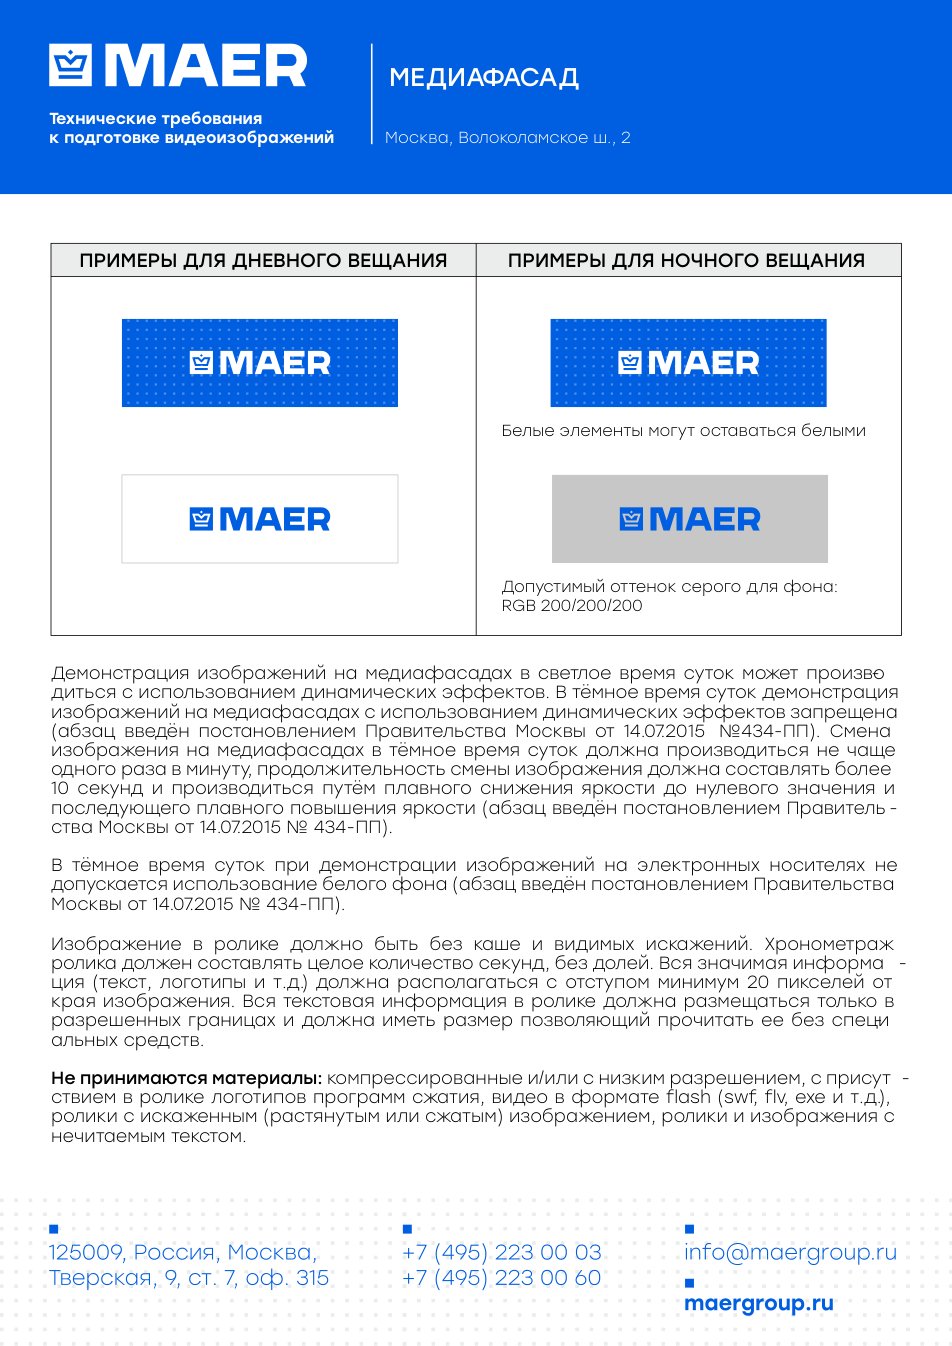 MAER
Технические требования
к подготовке видеоизображений
МЕДИАФАСАД
Москва, Волоколамское ш., 2
ПРИМЕРЫ ДЛЯ ДНЕВНОГО ВЕЩАНИЯ
ПРИМЕРЫ ДЛЯ НОЧНОГО ВЕЩАНИЯ
MAER
MAER
Белые элементы могут оставаться белыми
MAER
MAER
Допустимый оттенок серого для фона:
RGB 200/200/200
Демонстрация изображений на медиафасадах в светлое время суток может произво-
диться с использованием динамических эффектов. В тёмное время суток демонстрация
изображений на медиафасадах с использованием динамических эффектов запрещена
(абзац введён постановлением Правительства Москвы от 14.07.2015 №434-ПП). Смена
изображения на медиафасадах в тёмное время суток должна производиться не чаще
одного раза в минуту, продолжительность смены изображения должна составлять более
10 секунд и производиться путём плавного снижения яркости до нулевого значения и
последующего плавного повышения яркости (абзац введён постановлением Правитель-
ства Москвы от 14.07.2015 № 434-ПП).
В тёмное время суток при демонстрации изображений на электронных носителях не
допускается использование белого фона (абзац введён постановлением Правительства
Москвы от 14.07.2015 № 434-ПП).
Изображение в ролике должно быть без каше и видимых искажений. Хронометраж
ролика должен составлять целое количество секунд, без долей. Вся значимая информа-
ция (текст, логотипы и т.д.) должна располагаться с отступом минимум 20 пикселей от
края изображения. Вся текстовая информация в ролике должна размещаться только в
разрешенных границах и должна иметь размер позволяющий прочитать ее без специ-
альных средств.
Не принимаются материалы: компрессированные и/или с низким разрешением, с присут-
ствием в ролике логотипов программ сжатия, видео в формате flash (swf, flv, exe и т.д.),
ролики с искаженным (растянутым или сжатым) изображением, ролики и изображения с
нечитаемым текстом.
125009, Россия, Москва,
Тверская, 9, ст. 7, оф. 315
+7 (495) 223 00 03
+7 (495) 223 00 60
info@maergroup.ru
maergroup.ru